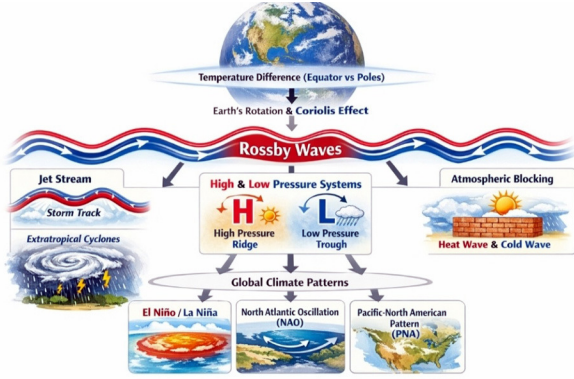 Temperature Difference (Equator vs Poles)
Earth's Rotation & Coriolis Effect
Rossby Waves
Jet Stream
Storm Track
Extratropical Cyclones
High & Low Pressure Systems
H
High Pressure
Ridge
L
Low Pressure
Trough
Atmospheric Blocking
Heat Wave & Cold Wave
Global Climate Patterns
El Niño / La Niña
North Atlantic Oscillation
(NAO)
Pacific-North American
Pattern
(PNA)